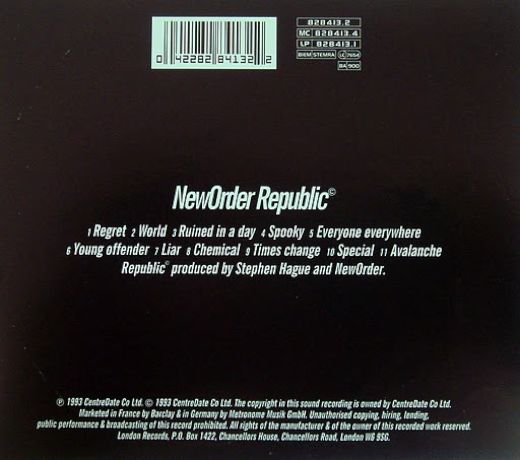 828413.2
MC 828413.4
LP 828413.1
BIEM STEMRA LC 7654
BA 900
0 42282 84132 2
NewOrder Republic©
1 Regret 2 World 3 Ruined in a day 4 Spooky 5 Everyone everywhere
6 Young offender 7 Liar 8 Chemical 9 Times change 10 Special 11 Avalanche
Republic© produced by Stephen Hague and NewOrder.
℗ 1993 CentreDate Co Ltd. © 1993 CentreDate Co Ltd. The copyright in this sound recording is owned by CentreDate Co Ltd.
Marketed in France by Barclay & in Germany by Metronome Musik GmbH. Unauthorised copying, hiring, lending,
public performance & broadcasting of this record prohibited. All rights of the manufacturer & of the owner of this recorded work reserved.
London Records, P.O. Box 1422, Chancellors House, Chancellors Road, London W6 9SG.